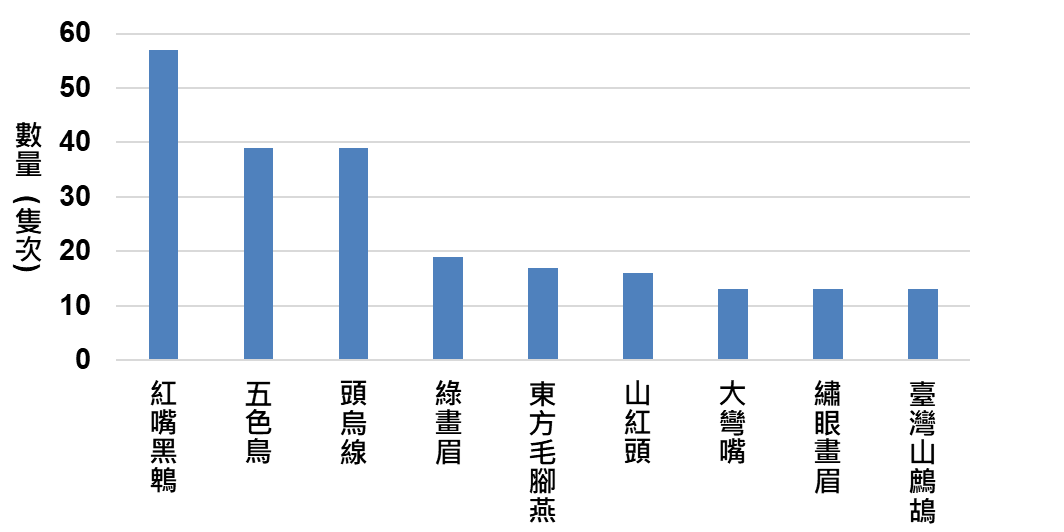 60
50
40
30
20
10
0
數量 (隻次)
紅嘴黑鵯
五色鳥
頭烏線
綠畫眉
東方毛腳燕
山紅頭
大彎嘴
繡眼畫眉
臺灣山鷓鴣